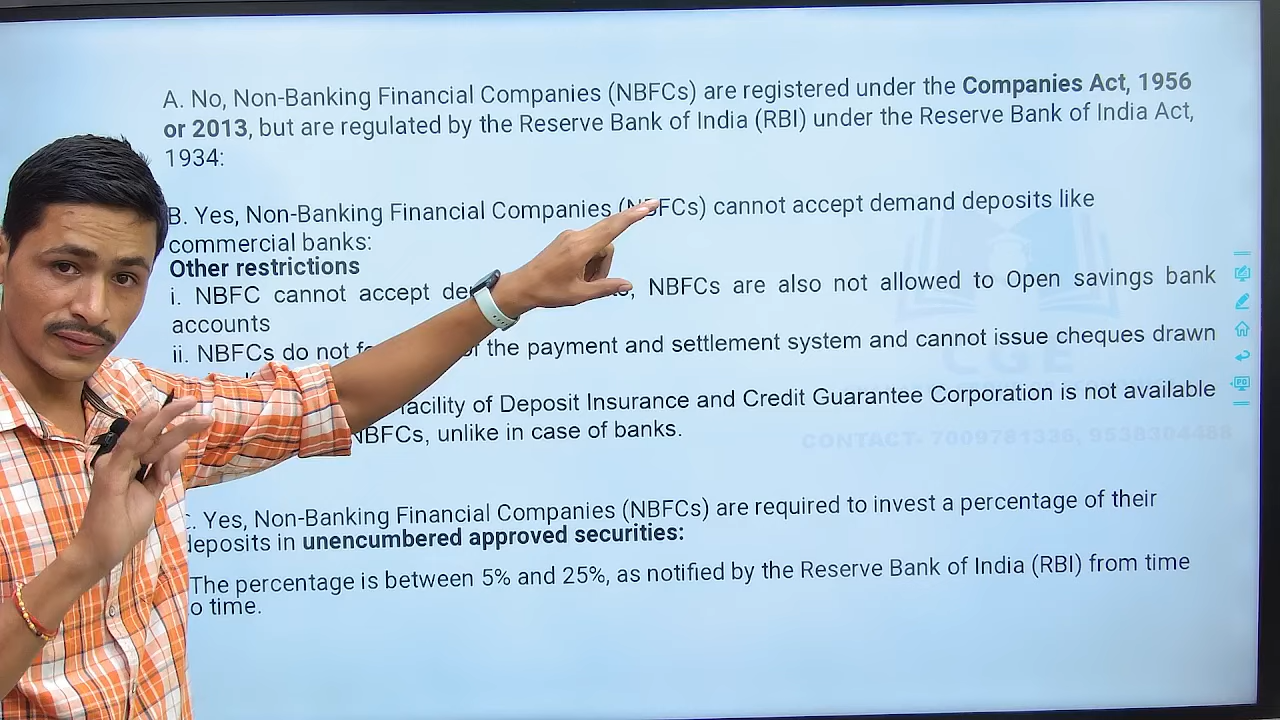 A. No, Non-Banking Financial Companies (NBFCs) are registered under the Companies Act, 1956
or 2013, but are regulated by the Reserve Bank of India (RBI) under the Reserve Bank of India Act,
1934:
B. Yes, Non-Banking Financial Companies (NBFCs) cannot accept demand deposits like
commercial banks:
Other restrictions
i. NBFC cannot accept NBFCs are also not allowed to Open savings bank
accounts
ii. NBFCs do not the payment and settlement system and cannot issue cheques drawn
facility of Deposit Insurance and Credit Guarantee Corporation is not available
NBFCs, unlike in case of banks.
CGE
CONTACT- 7009781336, 9538304488
Yes, Non-Banking Financial Companies (NBFCs) are required to invest a percentage of their
deposits in unencumbered approved securities:
The percentage is between 5% and 25%, as notified by the Reserve Bank of India (RBI) from time
o time.